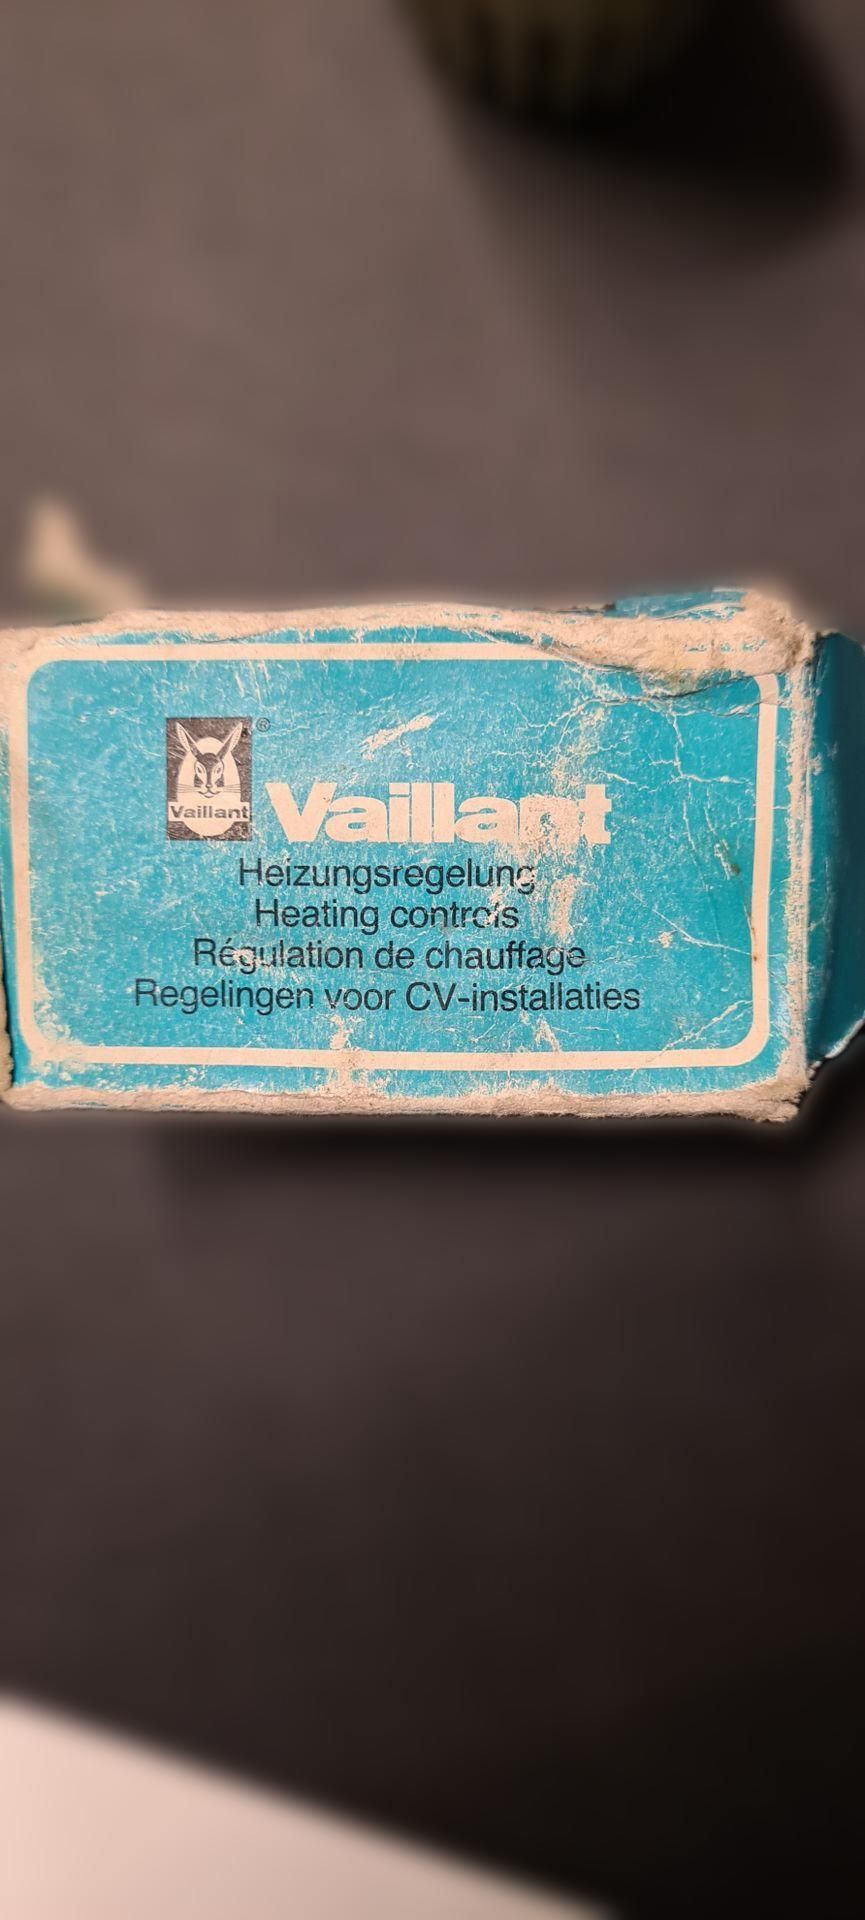 Vaillant
®
Vaillant
Heizungsregelung
Heating controls
Régulation de chauffage
Regelingen voor CV-installaties